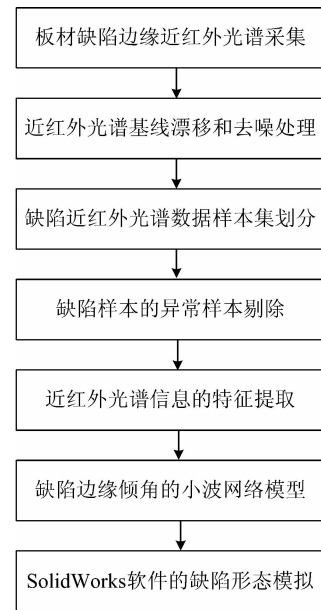 板材缺陷边缘近红外光谱采集
近红外光谱基线漂移和去噪处理
缺陷近红外光谱数据样本集划分
缺陷样本的异常样本剔除
近红外光谱信息的特征提取
缺陷边缘倾角的小波网络模型
SolidWorks软件的缺陷形态模拟